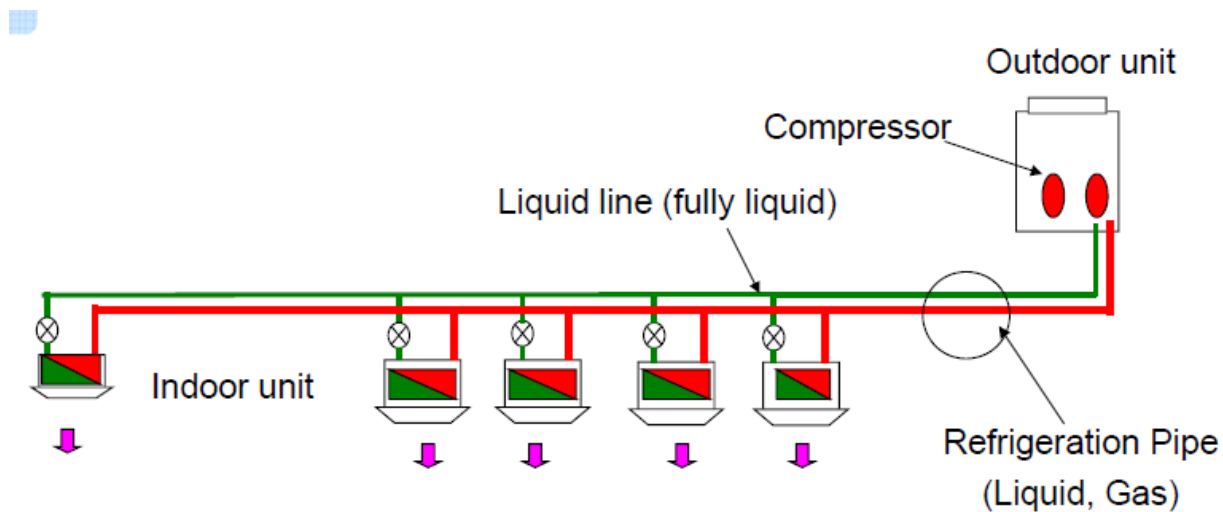 Outdoor unit
Compressor
Liquid line (fully liquid)
Indoor unit
Refrigeration Pipe
(Liquid, Gas)